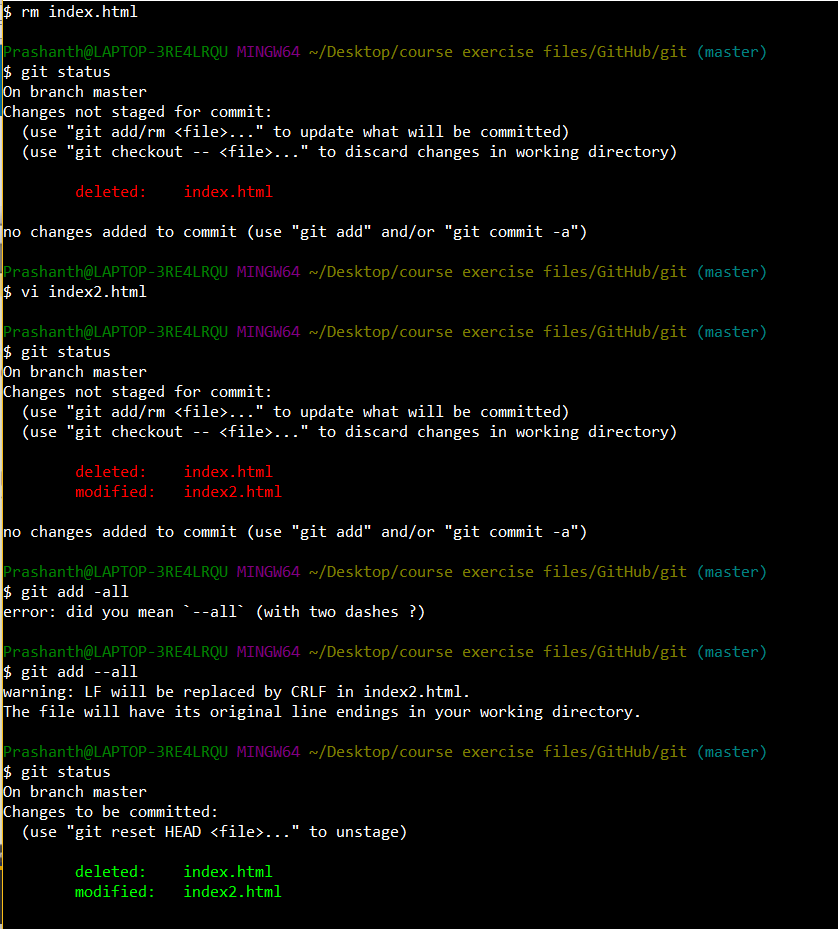 $ rm index.html
Prashanth@LAPTOP-3RE4LRQU MINGW64 ~/Desktop/course exercise files/GitHub/git (master)
$ git status
On branch master
Changes not staged for commit:
  (use "git add/rm <file>..." to update what will be committed)
  (use "git checkout -- <file>..." to discard changes in working directory)
        deleted:    index.html
no changes added to commit (use "git add" and/or "git commit -a")
Prashanth@LAPTOP-3RE4LRQU MINGW64 ~/Desktop/course exercise files/GitHub/git (master)
$ vi index2.html
Prashanth@LAPTOP-3RE4LRQU MINGW64 ~/Desktop/course exercise files/GitHub/git (master)
$ git status
On branch master
Changes not staged for commit:
  (use "git add/rm <file>..." to update what will be committed)
  (use "git checkout -- <file>..." to discard changes in working directory)
        deleted:    index.html
        modified:   index2.html
no changes added to commit (use "git add" and/or "git commit -a")
Prashanth@LAPTOP-3RE4LRQU MINGW64 ~/Desktop/course exercise files/GitHub/git (master)
$ git add -all
error: did you mean `--all` (with two dashes ?)
Prashanth@LAPTOP-3RE4LRQU MINGW64 ~/Desktop/course exercise files/GitHub/git (master)
$ git add --all
warning: LF will be replaced by CRLF in index2.html.
The file will have its original line endings in your working directory.
Prashanth@LAPTOP-3RE4LRQU MINGW64 ~/Desktop/course exercise files/GitHub/git (master)
$ git status
On branch master
Changes to be committed:
  (use "git reset HEAD <file>..." to unstage)
        deleted:    index.html
        modified:   index2.html